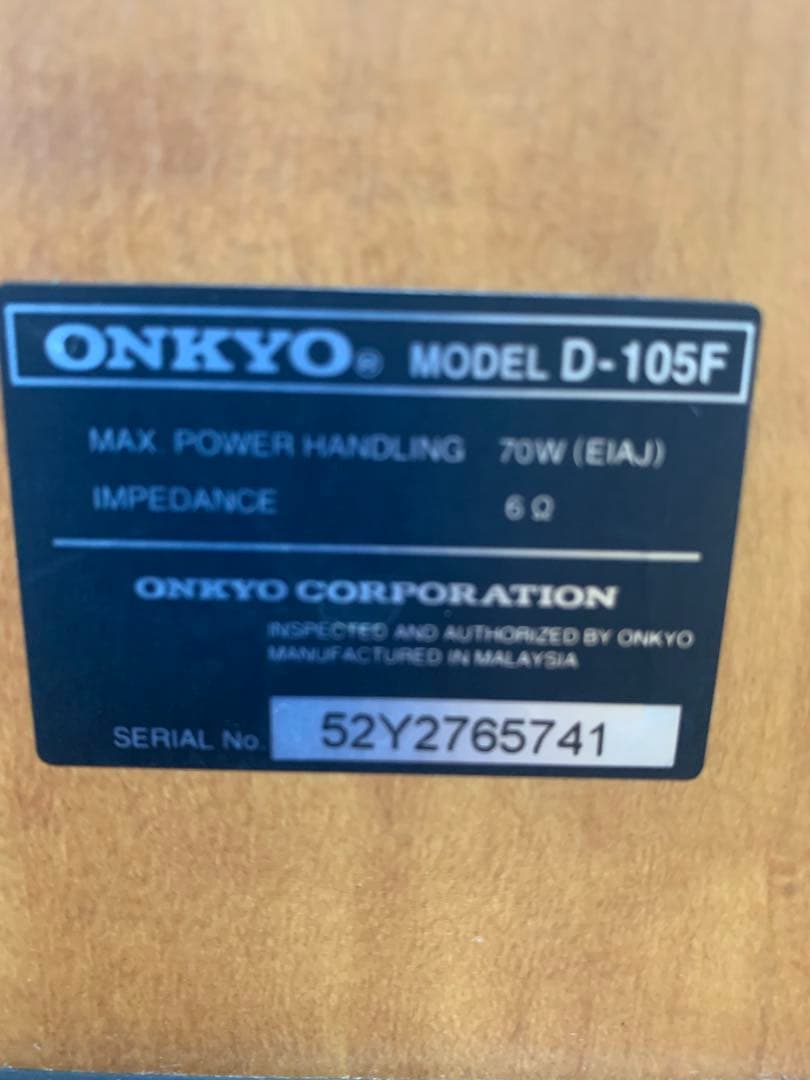 ONKYO® MODEL D-105F
MAX. POWER HANDLING 70W (EIAJ)
IMPEDANCE 6 Ω
ONKYO CORPORATION
INSPECTED AND AUTHORIZED BY ONKYO
MANUFACTURED IN MALAYSIA
SERIAL No. 52Y2765741